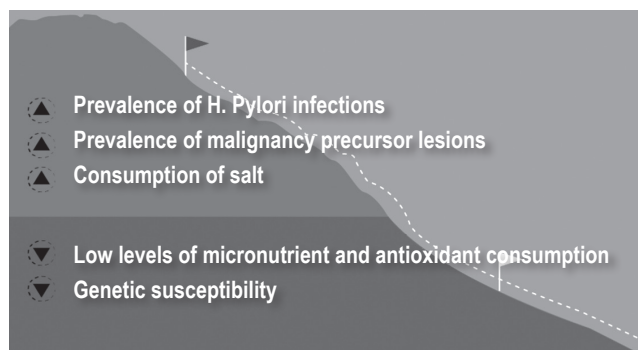 Prevalence of H. Pylori infections
Prevalence of malignancy precursor lesions
Consumption of salt
Low levels of micronutrient and antioxidant consumption
Genetic susceptibility